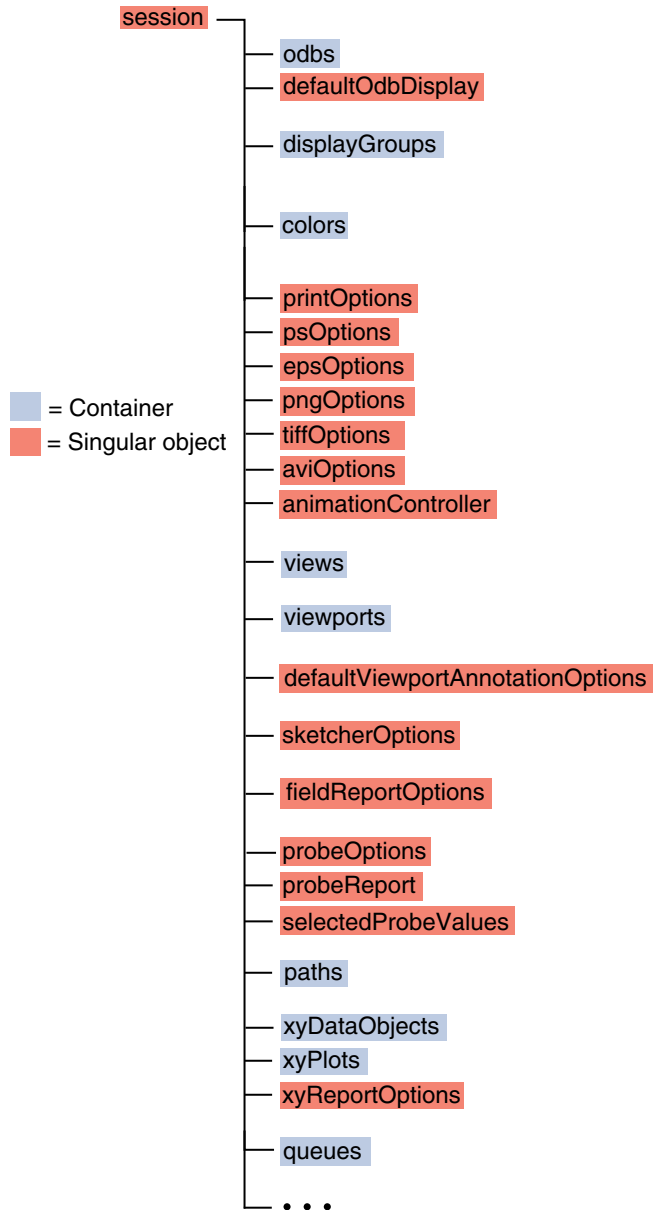 session
odbs
defaultOdbDisplay
displayGroups
colors
printOptions
psOptions
epsOptions
pngOptions
tiffOptions
aviOptions
animationController
= Container
= Singular object
views
viewports
defaultViewportAnnotationOptions
sketcherOptions
fieldReportOptions
probeOptions
probeReport
selectedProbeValues
paths
xyDataObjects
xyPlots
xyReportOptions
queues
• • •